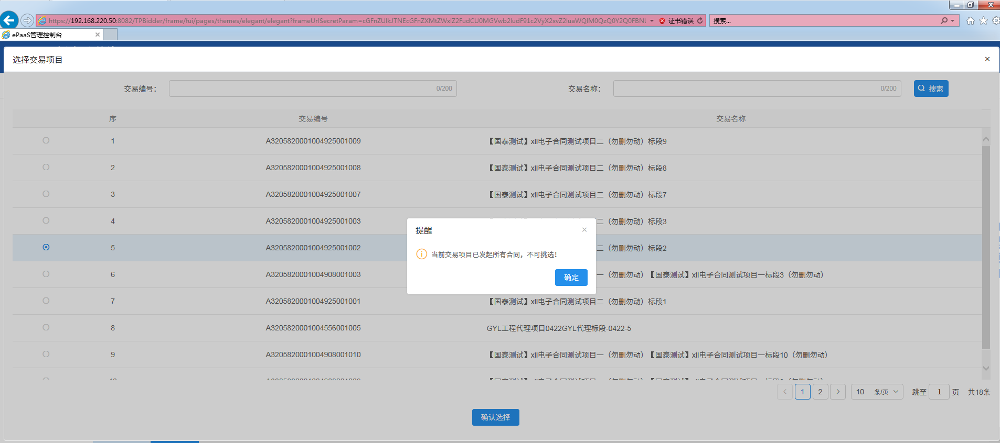 https://192.168.220.50:8082/TPBidder/frame/fui/pages/themes/elegant/elegant?frameUrlSecretParam= 证书错误 搜索...
ePaaS管理控制台
选择交易项目
交易编号： 0/200 交易名称： 0/200 搜索
序 交易编号 交易名称
1 A3205820001004925001009 【国泰测试】xll电子合同测试项目二（勿删勿动）标段9
2 A3205820001004925001008 【国泰测试】xll电子合同测试项目二（勿删勿动）标段8
3 A3205820001004925001007 【国泰测试】xll电子合同测试项目二（勿删勿动）标段7
4 A3205820001004925001003 二（勿删勿动）标段3
5 A3205820001004925001002 二（勿删勿动）标段2
6 A3205820001004908001003 一（勿删勿动）【国泰测试】xll电子合同测试项目一标段3（勿删勿动）
7 A3205820001004925001001 【国泰测试】xll电子合同测试项目二（勿删勿动）标段1
8 A3205820001004556001005 GYL工程代理项目0422GYL代理标段-0422-5
9 A3205820001004908001010 【国泰测试】xll电子合同测试项目一（勿删勿动）【国泰测试】xll电子合同测试项目一标段10（勿删勿动）
提醒
当前交易项目已发起所有合同，不可挑选！
确定
1 2 10 条/页 跳至 1 页 共18条
确认选择